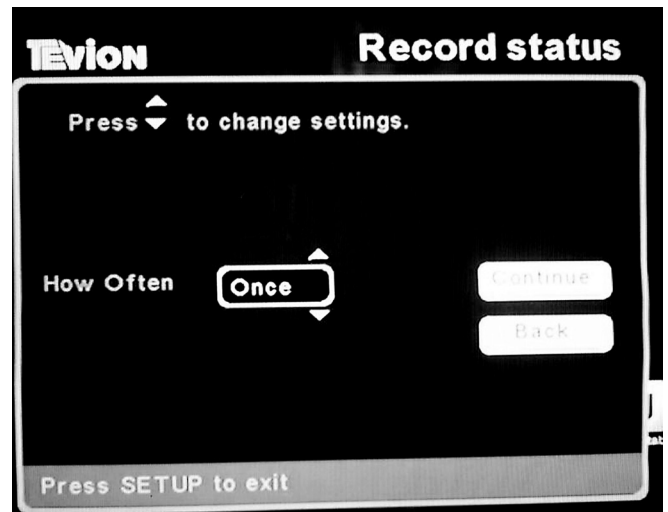 TEVION
Record status
Press to change settings.
How Often
Once
Continue
Back
Press SETUP to exit